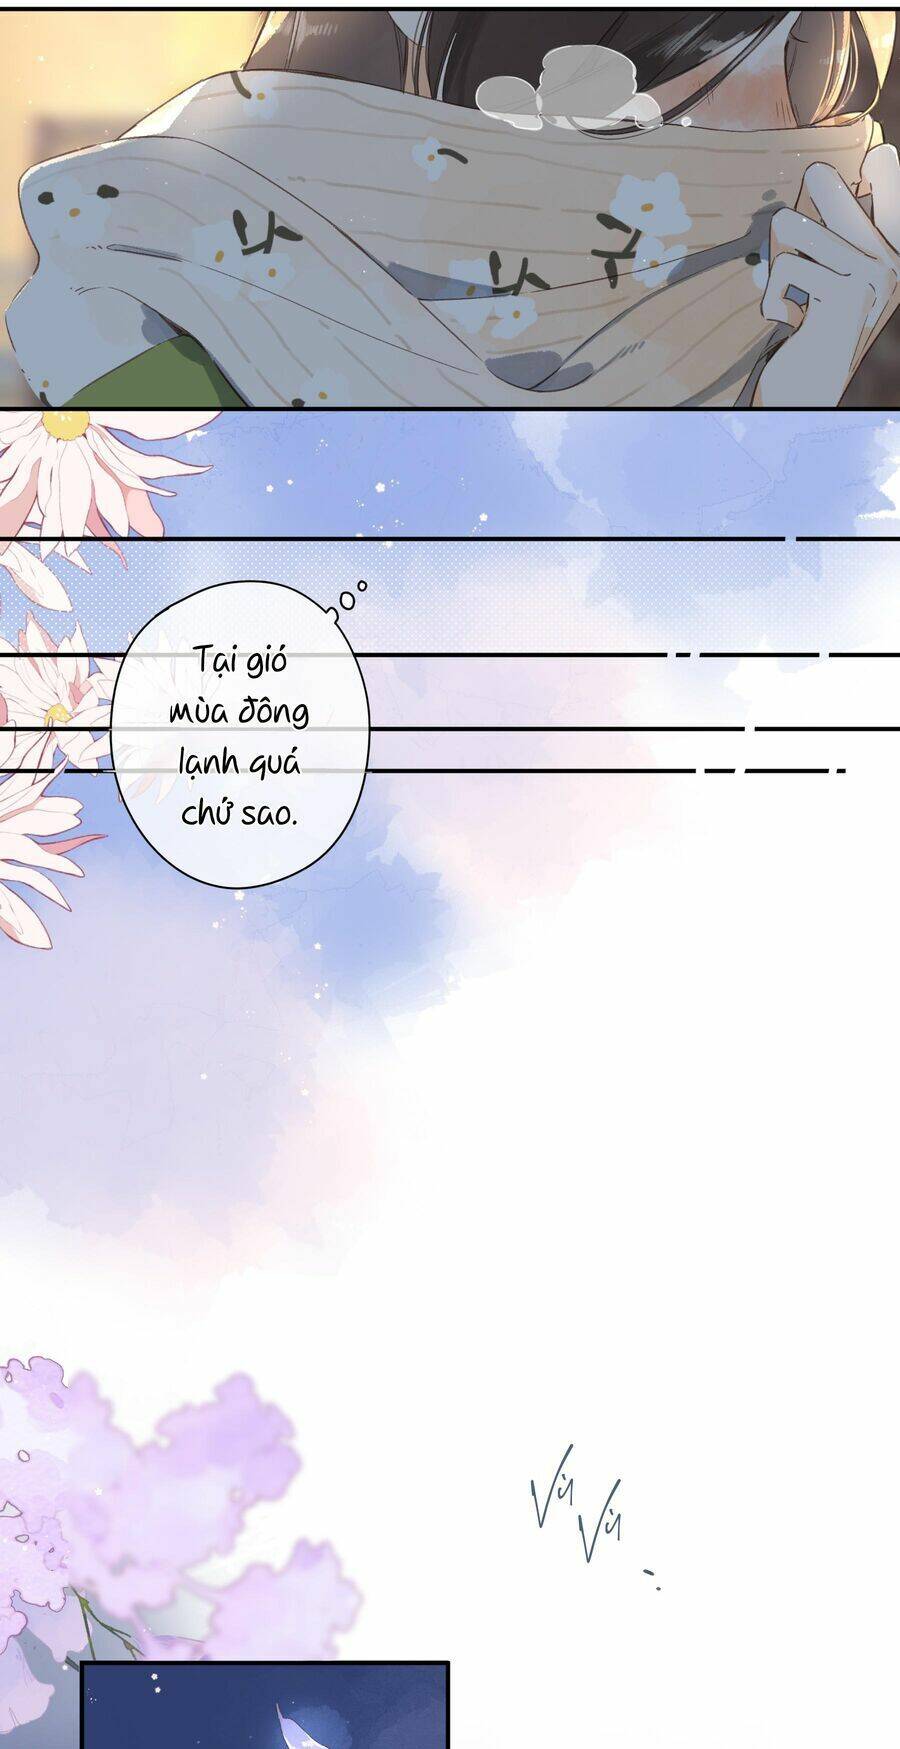 Tại gió
mùa đông
lạnh quá
chứ sao.
Vù
Vù